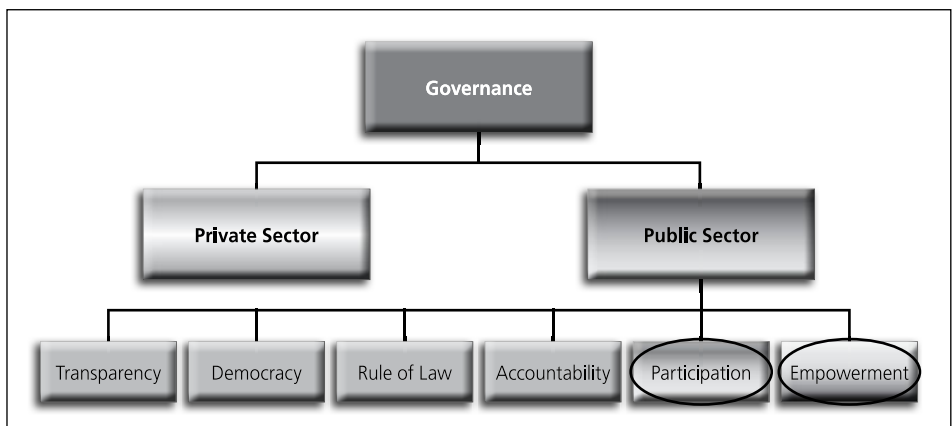 Governance
Private Sector
Public Sector
Transparency
Democracy
Rule of Law
Accountability
Participation
Empowerment